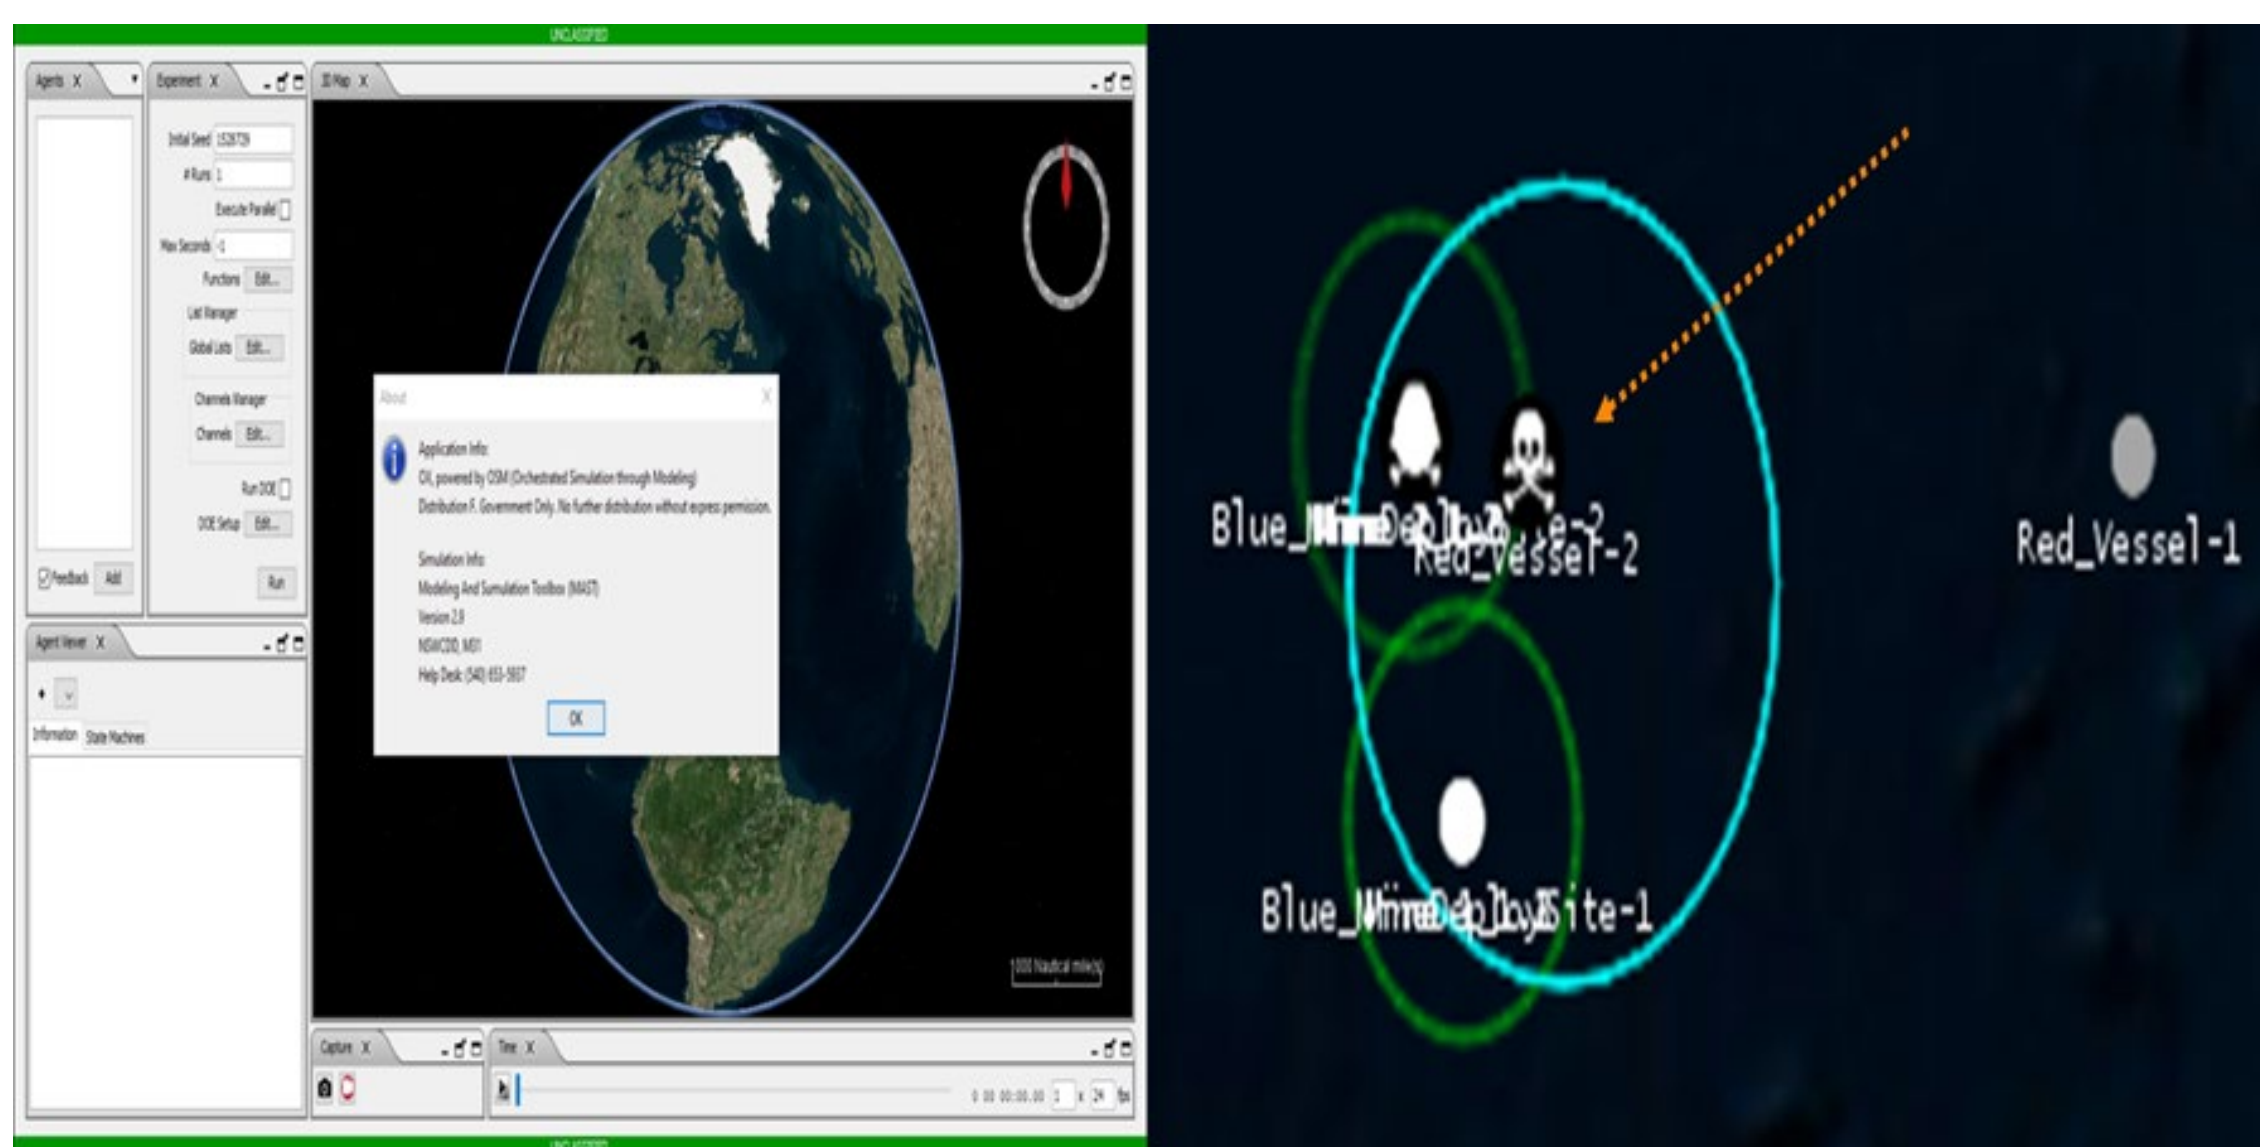 UNCLASSIFIED
Agents X
Experiment X
3D Map X
Initial Seed 1528729
# Runs 1
Execute Parallel
Max Seconds -1
Functions Edit...
List Manager
Global Lists Edit...
Channels Manager
Channels Edit...
Run DOE
DOE Setup Edit...
Feedback Add
Run
About X
Application Info:
OX, powered by OSM (Orchestrated Simulation through Modeling)
Distribution F. Government Only. No further distribution without express permission.
Simulation Info:
Modeling And Sumulation Toolbox (MAST)
Version 2.9
NSWCDD, M31
Help Desk: (540) 653-5937
OK
Agent Viewer X
Information State Machines
1000 Nautical mile(s)
Capture X
Time X
0 00 00:00.00 1 x 24 fps
UNCLASSIFIED
Red_Vessel-2
Red_Vessel-1